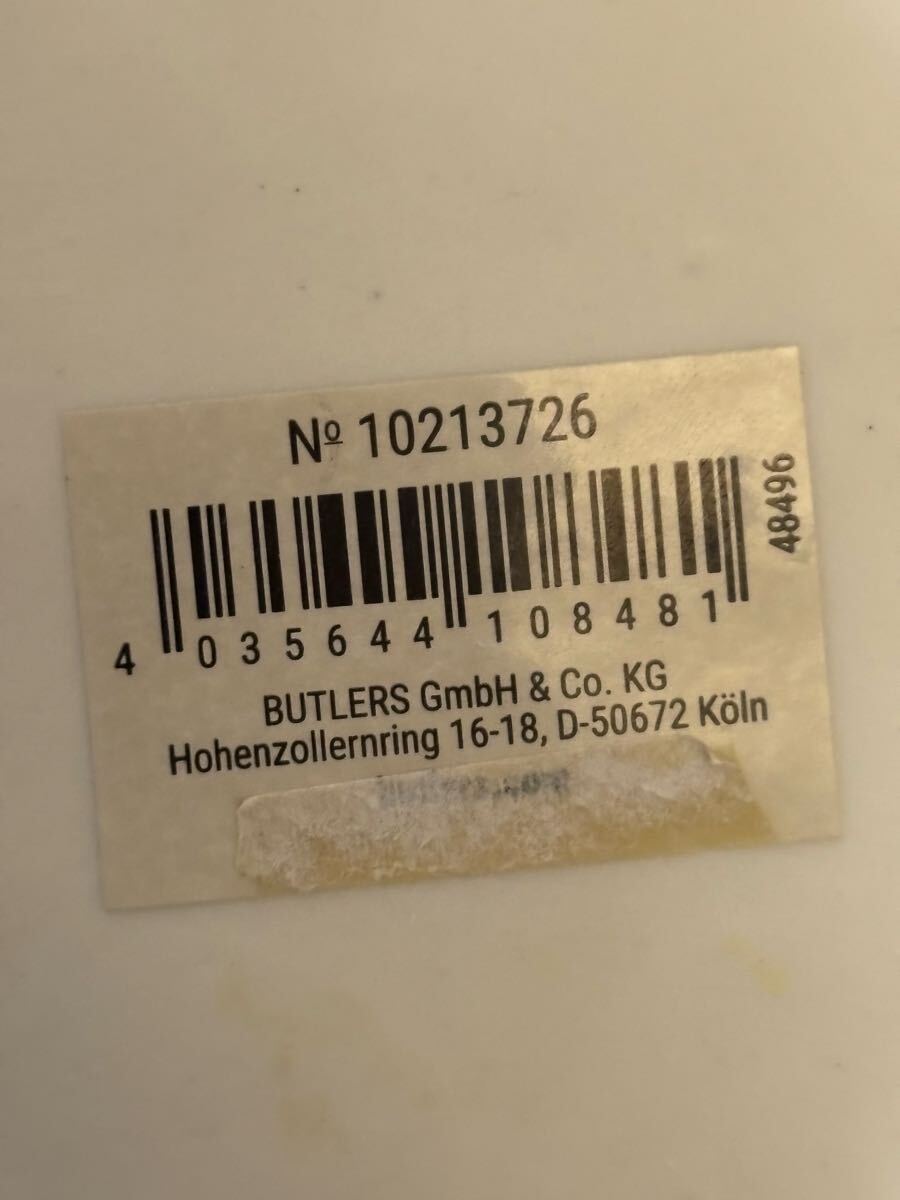 Nº 10213726
48496
4 035644 108481
BUTLERS GmbH & Co. KG
Hohenzollernring 16-18, D-50672 Köln